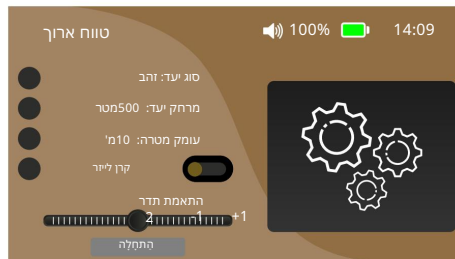 טווח ארוך
100%
14:09
סוג יעד: זהב
מרחק יעד: 500מטר
עומק מטרה: 10מ'
קרן לייזר
התאמת תדר
2 -1 +1
הִתחָלָה